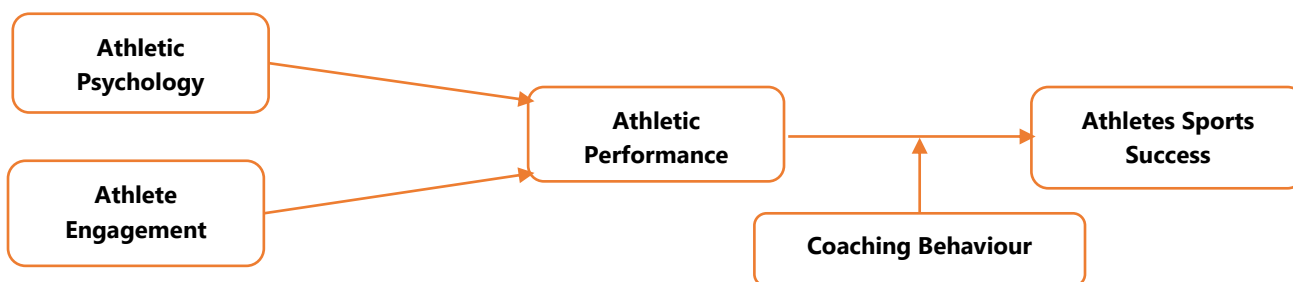 Athletic
Psychology
Athlete
Engagement
Athletic
Performance
Athletes Sports
Success
Coaching Behaviour